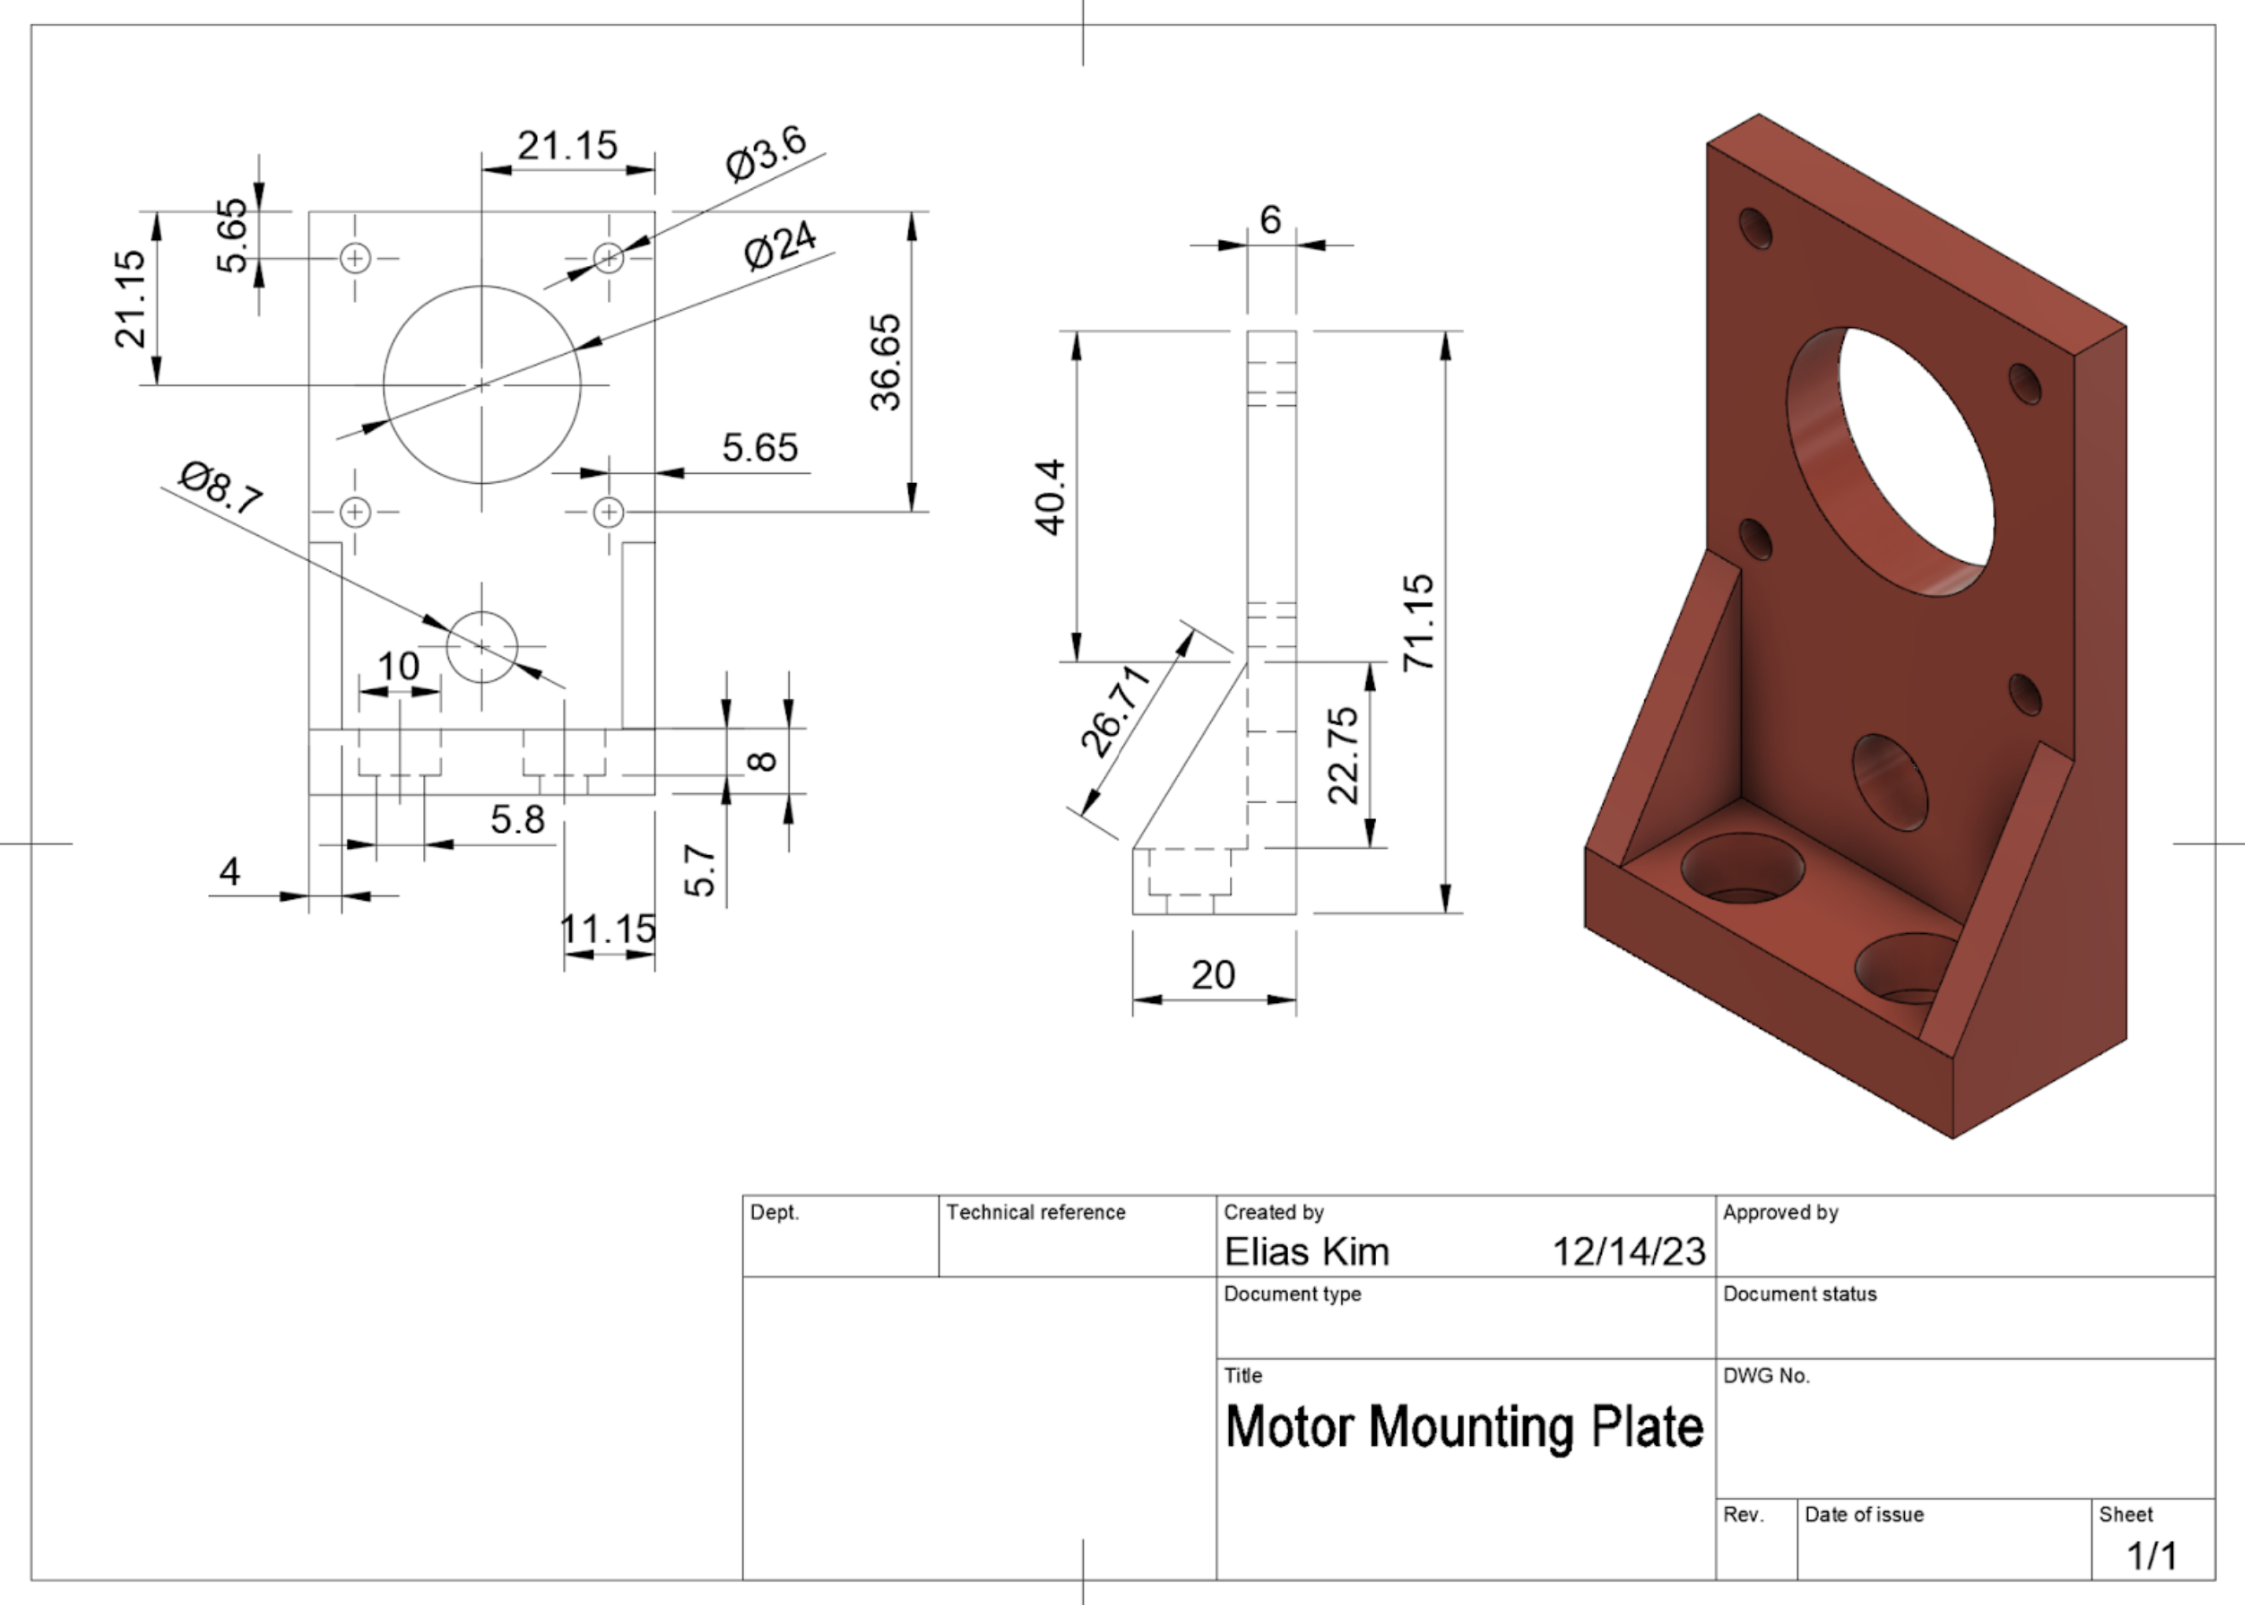 21.15
Ø3.6
5.65
Ø24
21.15
36.65
5.65
Ø8.7
10
8
5.8
5.7
4
11.15
6
40.4
71.15
26.71
22.75
20
Dept.
Technical reference
Created by
Elias Kim 12/14/23
Approved by
Document type
Document status
Title
Motor Mounting Plate
DWG No.
Rev.
Date of issue
Sheet
1/1